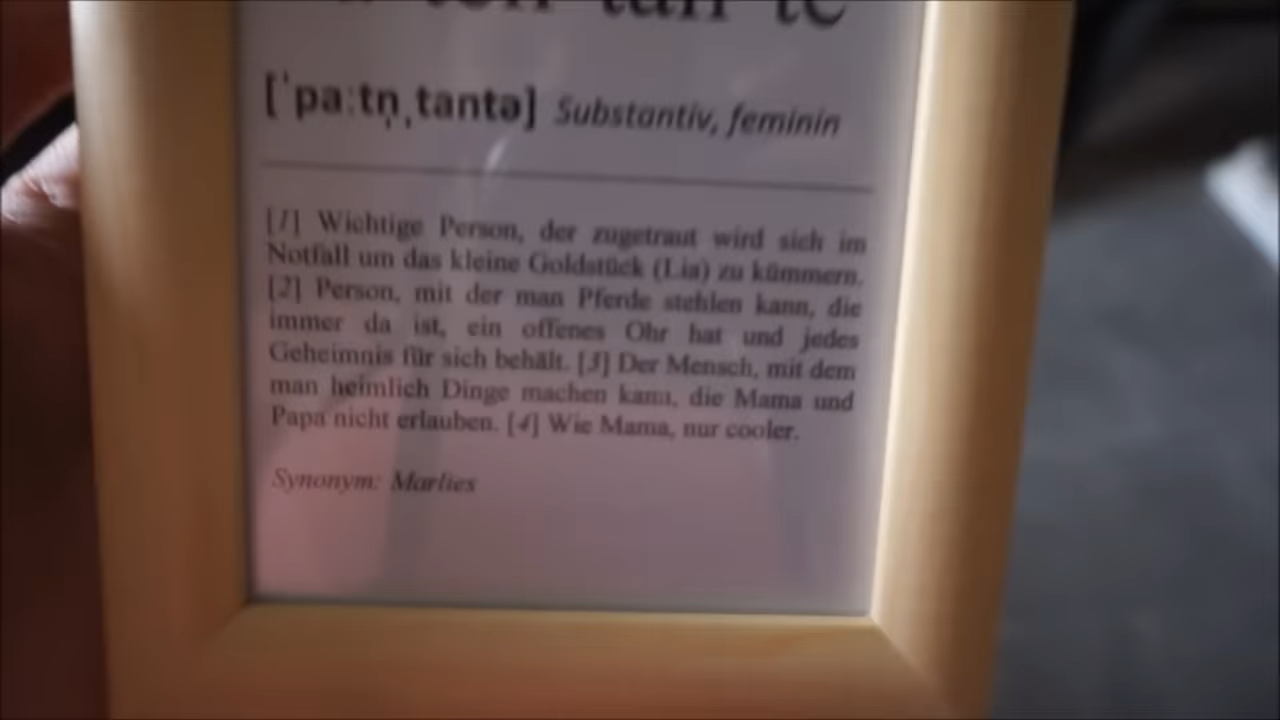 ten tan te
[ˈpaːtn̩ˌtantə] Substantiv, feminin
[1] Wichtige Person, der zugetraut wird sich im
Notfall um das kleine Goldstück (Lia) zu kümmern.
[2] Person, mit der man Pferde stehlen kann, die
immer da ist, ein offenes Ohr hat und jedes
Geheimnis für sich behält. [3] Der Mensch, mit dem
man heimlich Dinge machen kann, die Mama und
Papa nicht erlauben. [4] Wie Mama, nur cooler.
Synonym: Marlies